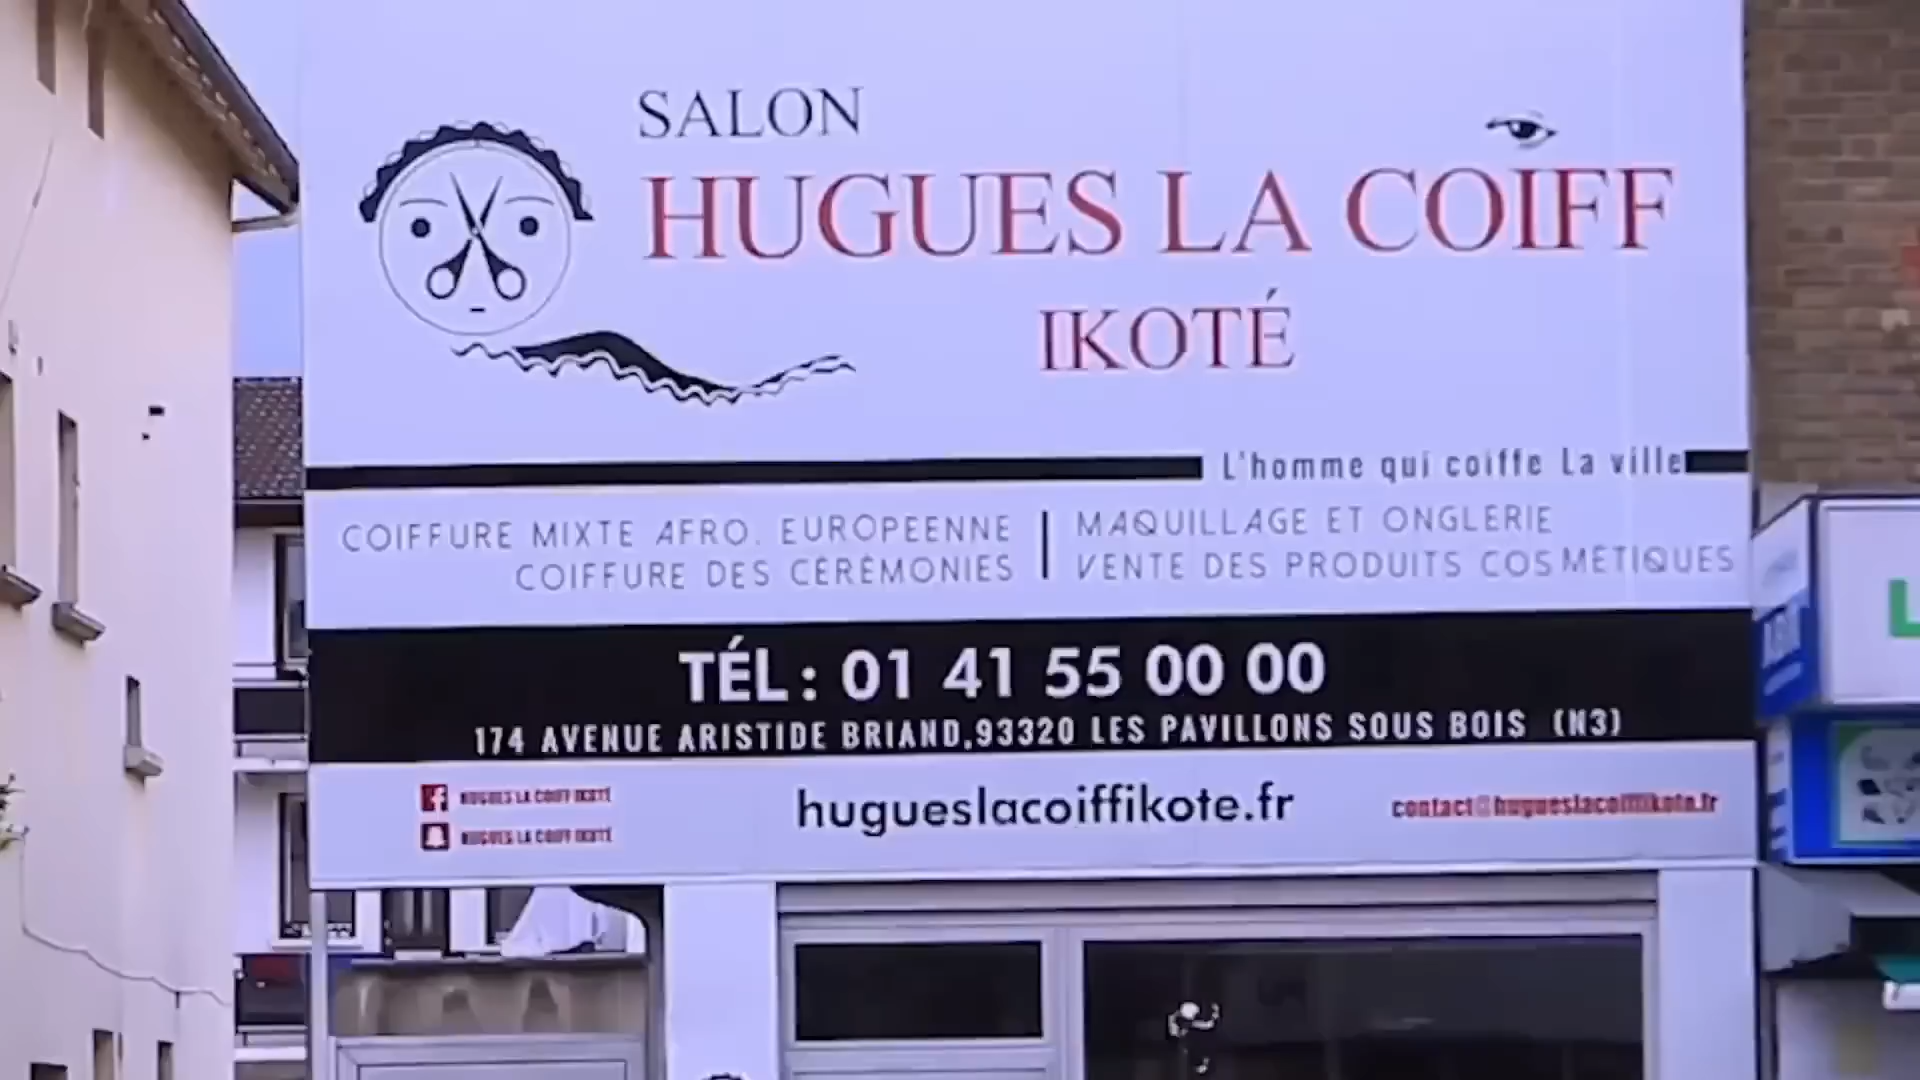 SALON
HUGUES LA COIFF
IKOTÉ
L'homme qui coiffe La ville
COIFFURE MIXTE AFRO. EUROPEENNE
COIFFURE DES CÉRÉMONIES
MAQUILLAGE ET ONGLERIE
VENTE DES PRODUITS COSMÉTIQUES
TÉL : 01 41 55 00 00
174 AVENUE ARISTIDE BRIAND.93320 LES PAVILLONS SOUS BOIS (N3)
HUGUES LA COIFF IKOTÉ
HUGUES LA COIFF IKOTÉ
hugueslacoiffikote.fr
contact@hugueslacoiffikote.fr